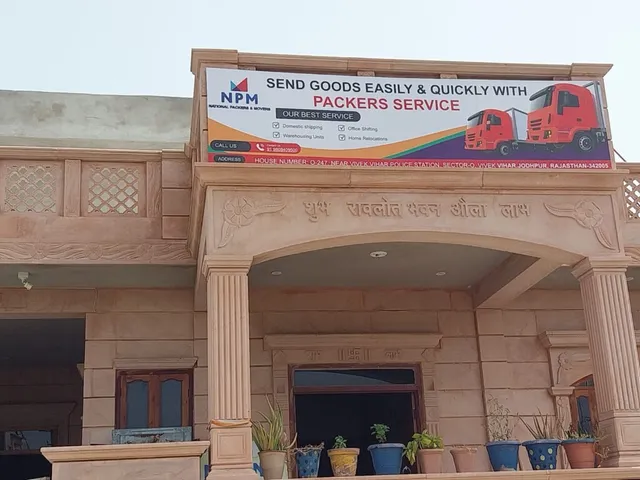 NPM
NATIONAL PACKERS & MOVERS
SEND GOODS EASILY & QUICKLY WITH
PACKERS SERVICE
OUR BEST SERVICE
Domestic shipping
Office Shifting
Warehousing Units
Home Relocations
CALL US
ADDRESS
HOUSE NUMBER: O 247, NEAR VIVEK VIHAR POLICE STATION, SECTOR-O, VIVEK VIHAR JODHPUR, RAJASTHAN-342005
शुभ रावलोत भवन औला लाभ